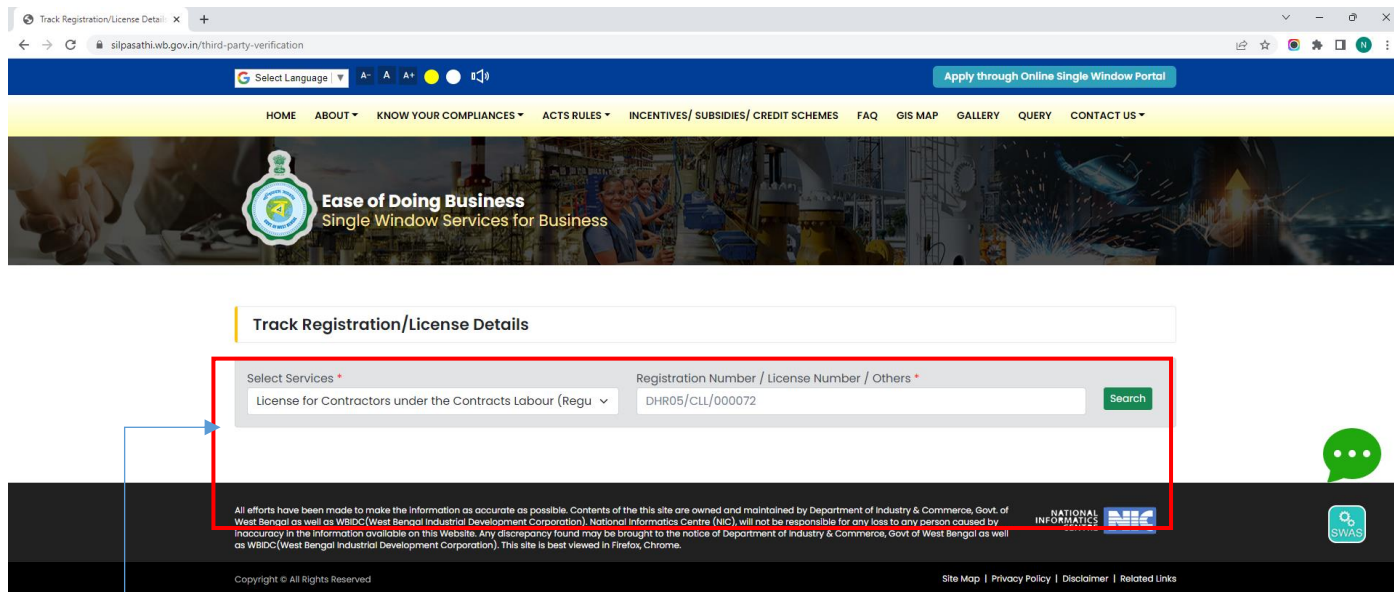 Track Registration/License Detail
silpasathi.wb.gov.in/third-party-verification
N
G Select Language ▼ A- A A+
Apply through Online Single Window Portal
HOME ABOUT KNOW YOUR COMPLIANCES ACTS RULES INCENTIVES/ SUBSIDIES/ CREDIT SCHEMES FAQ GIS MAP GALLERY QUERY CONTACT US
Ease of Doing Business
Single Window Services for Business
Track Registration/License Details
Select Services * Registration Number / License Number / Others *
License for Contractors under the Contracts Labour (Regu DHR05/CLL/000072 Search
All efforts have been made to make the information as accurate as possible. Contents of the this site are owned and maintained by Department of Industry & Commerce, Govt. of
West Bengal as well as WBIDC(West Bengal Industrial Development Corporation). National Informatics Centre (NIC), will not be responsible for any loss to any person caused by
inaccuracy in the information available on this Website. Any discrepancy found may be brought to the notice of Department of Industry & Commerce, Govt of West Bengal as well
as WBIDC(West Bengal Industrial Development Corporation). This site is best viewed in Firefox, Chrome.
NATIONAL
INFORMATICS NIC
SWAS
Copyright © All Rights Reserved
Site Map | Privacy Policy | Disclaimer | Related Links